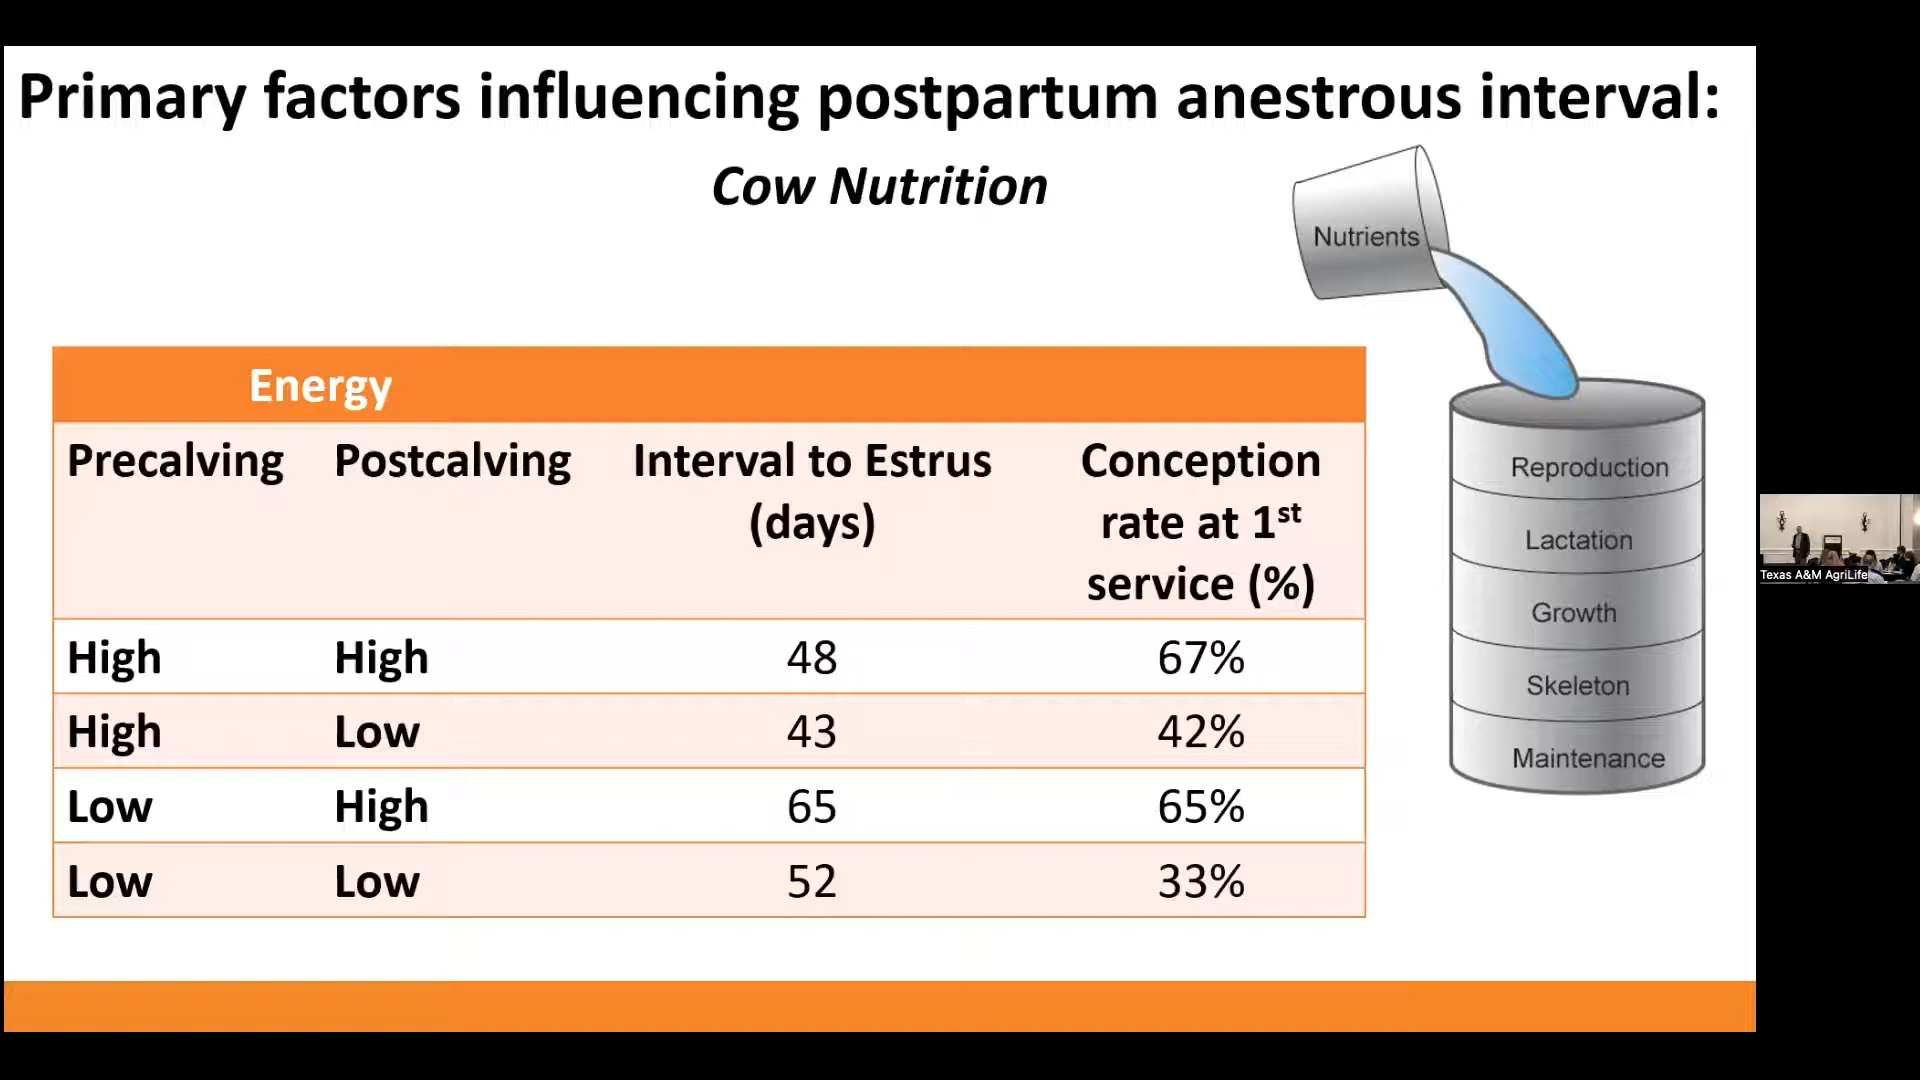 Primary factors influencing postpartum anestrous interval:
Cow Nutrition
Nutrients
Energy
Precalving Postcalving Interval to Estrus (days) Conception rate at 1st service (%)
High High 48 67%
High Low 43 42%
Low High 65 65%
Low Low 52 33%
Reproduction
Lactation
Growth
Skeleton
Maintenance
Texas A&M AgriLife